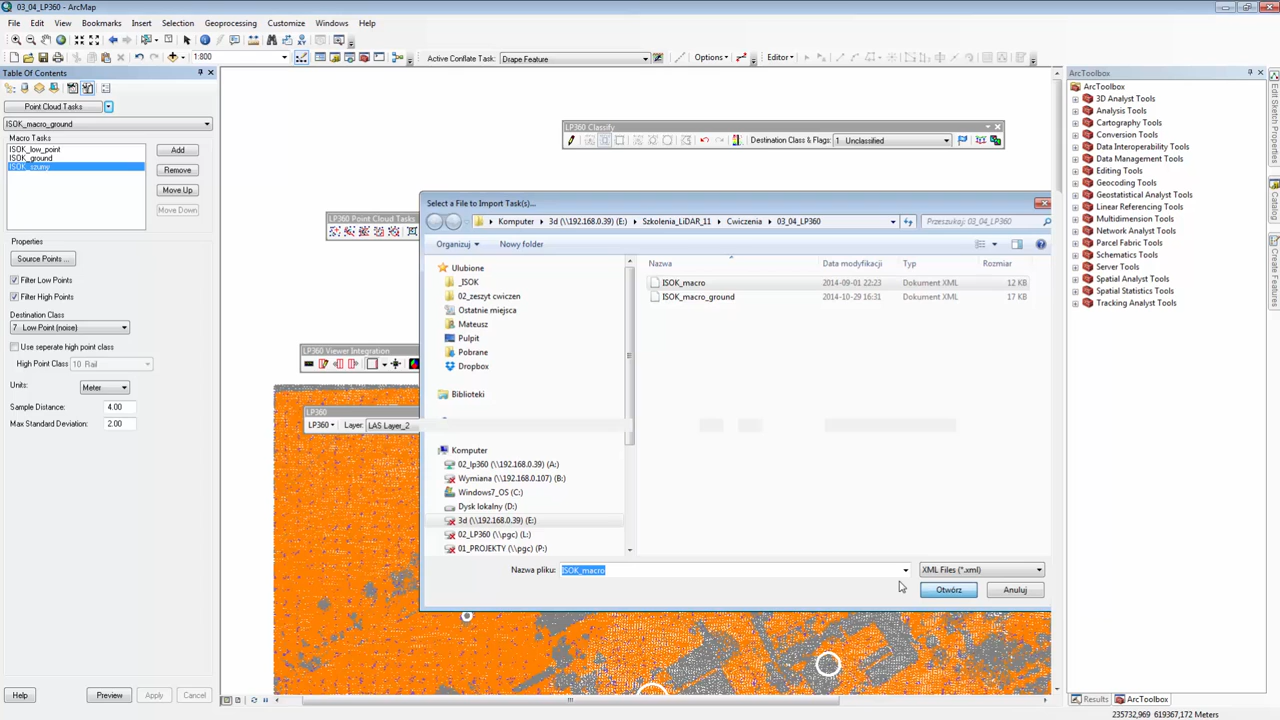 03_04_LP360 - ArcMap
File Edit View Bookmarks Insert Selection Geoprocessing Customize Windows Help
1:800
Active Conflate Task: Drape Feature
Options
Editor
Table Of Contents
Point Cloud Tasks
ISOK_macro_ground
Macro Tasks
ISOK_low_point
ISOK_ground
ISOK_szumy
Add
Remove
Move Up
Move Down
Properties
Source Points ...
Filter Low Points
Filter High Points
Destination Class
7 Low Point (noise)
Use seperate high point class
High Point Class 10 Rail
Units: Meter
Sample Distance: 4.00
Max Standard Deviation: 2.00
Help Preview Apply Cancel
LP360 Classify
Destination Class & Flags: 1 Unclassified
LP360 Point Cloud Tasks
LP360 Viewer Integration
LP360
LP360 Layer: LAS Layer_2
Select a File to Import Task(s)...
Komputer 3d (\\192.168.0.39) (E:) Szkolenia_LiDAR_11 Cwiczenia 03_04_LP360
Przeszukaj: 03_04_LP360
Organizuj Nowy folder
Ulubione
_ISOK
02_zeszyt cwiczen
Ostatnie miejsca
Mateusz
Pulpit
Pobrane
Dropbox
Biblioteki
Komputer
02_lp360 (\\192.168.0.39) (A:)
Wymiana (\\192.168.0.107) (B:)
Windows7_OS (C:)
Dysk lokalny (D:)
3d (\\192.168.0.39) (E:)
02_LP360 (\\pgc) (L:)
01_PROJEKTY (\\pgc) (P:)
Nazwa Data modyfikacji Typ Rozmiar
ISOK_macro 2014-09-01 22:23 Dokument XML 12 KB
ISOK_macro_ground 2014-10-29 16:31 Dokument XML 17 KB
Nazwa pliku: ISOK_macro
XML Files (*.xml)
Otwórz Anuluj
ArcToolbox
ArcToolbox
3D Analyst Tools
Analysis Tools
Cartography Tools
Conversion Tools
Data Interoperability Tools
Data Management Tools
Editing Tools
Geocoding Tools
Geostatistical Analyst Tools
Linear Referencing Tools
Multidimension Tools
Network Analyst Tools
Parcel Fabric Tools
Schematics Tools
Server Tools
Spatial Analyst Tools
Spatial Statistics Tools
Tracking Analyst Tools
Edit Sketch Properties
Catalog
Create Features
Results ArcToolbox
235732,969 619367,172 Meters